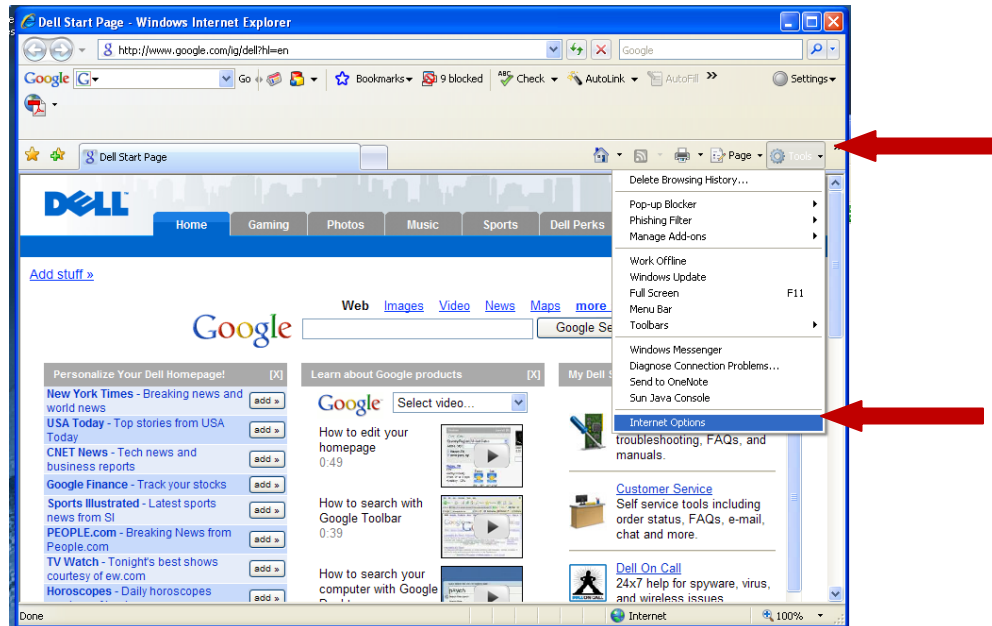 Dell Start Page - Windows Internet Explorer
http://www.google.com/ig/dell?hl=en
Google
Google G Go Bookmarks 9 blocked ABC Check AutoLink AutoFill » Settings
Dell Start Page
Page Tools »
Delete Browsing History...
Pop-up Blocker
Phishing Filter
Manage Add-ons
Work Offline
Windows Update
Full Screen F11
Menu Bar
Toolbars
Windows Messenger
Diagnose Connection Problems...
Send to OneNote
Sun Java Console
Internet Options
DELL
Home Gaming Photos Music Sports Dell Perks
Add stuff »
Web Images Video News Maps more
Google Google Se
Personalize Your Dell Homepage! [X]
New York Times - Breaking news and
world news
add »
USA Today - Top stories from USA
Today
add »
CNET News - Tech news and
business reports
add »
Google Finance - Track your stocks
add »
Sports Illustrated - Latest sports
news from SI
add »
PEOPLE.com - Breaking News from
People.com
add »
TV Watch - Tonight's best shows
courtesy of ew.com
add »
Horoscopes - Daily horoscopes
add »
Learn about Google products [X]
Google Select video...
How to edit your
homepage
0:49
How to search with
Google Toolbar
0:39
How to search your
computer with Google
My Dell S
troubleshooting, FAQs, and
manuals.
Customer Service
Self service tools including
order status, FAQs, e-mail,
chat and more.
Dell On Call
24x7 help for spyware, virus,
and wireless issues
Done Internet 100%